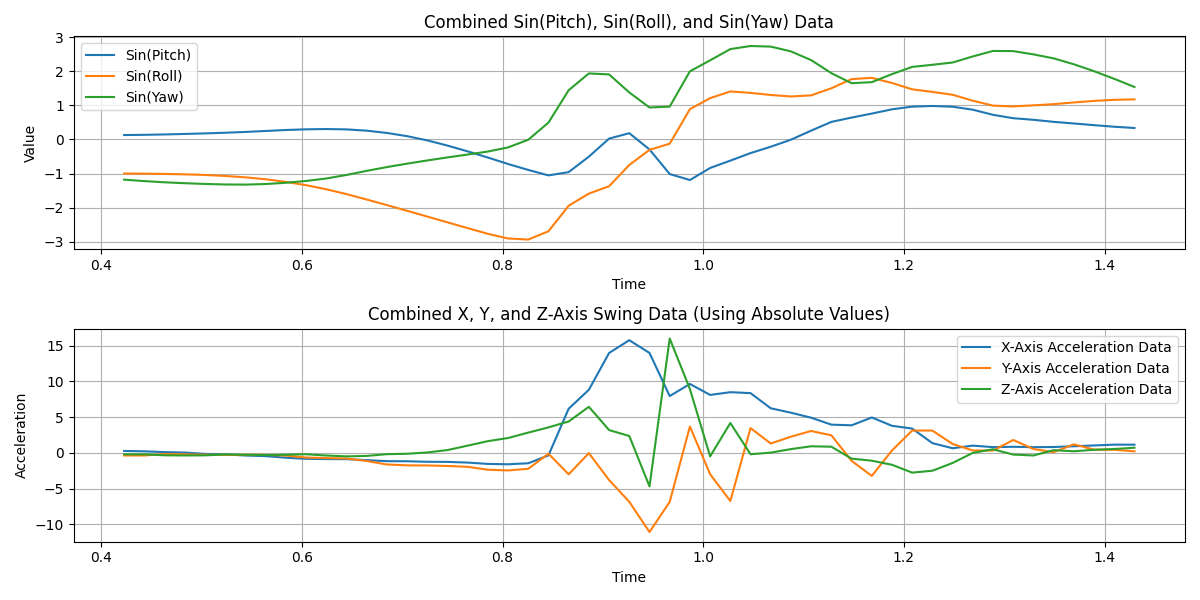 Combined Sin(Pitch), Sin(Roll), and Sin(Yaw) Data
3
2
1
0
−1
−2
−3
Value
Sin(Pitch)
Sin(Roll)
Sin(Yaw)
0.4 0.6 0.8 1.0 1.2 1.4
Time
Combined X, Y, and Z-Axis Swing Data (Using Absolute Values)
15
10
5
0
−5
−10
Acceleration
X-Axis Acceleration Data
Y-Axis Acceleration Data
Z-Axis Acceleration Data
0.4 0.6 0.8 1.0 1.2 1.4
Time